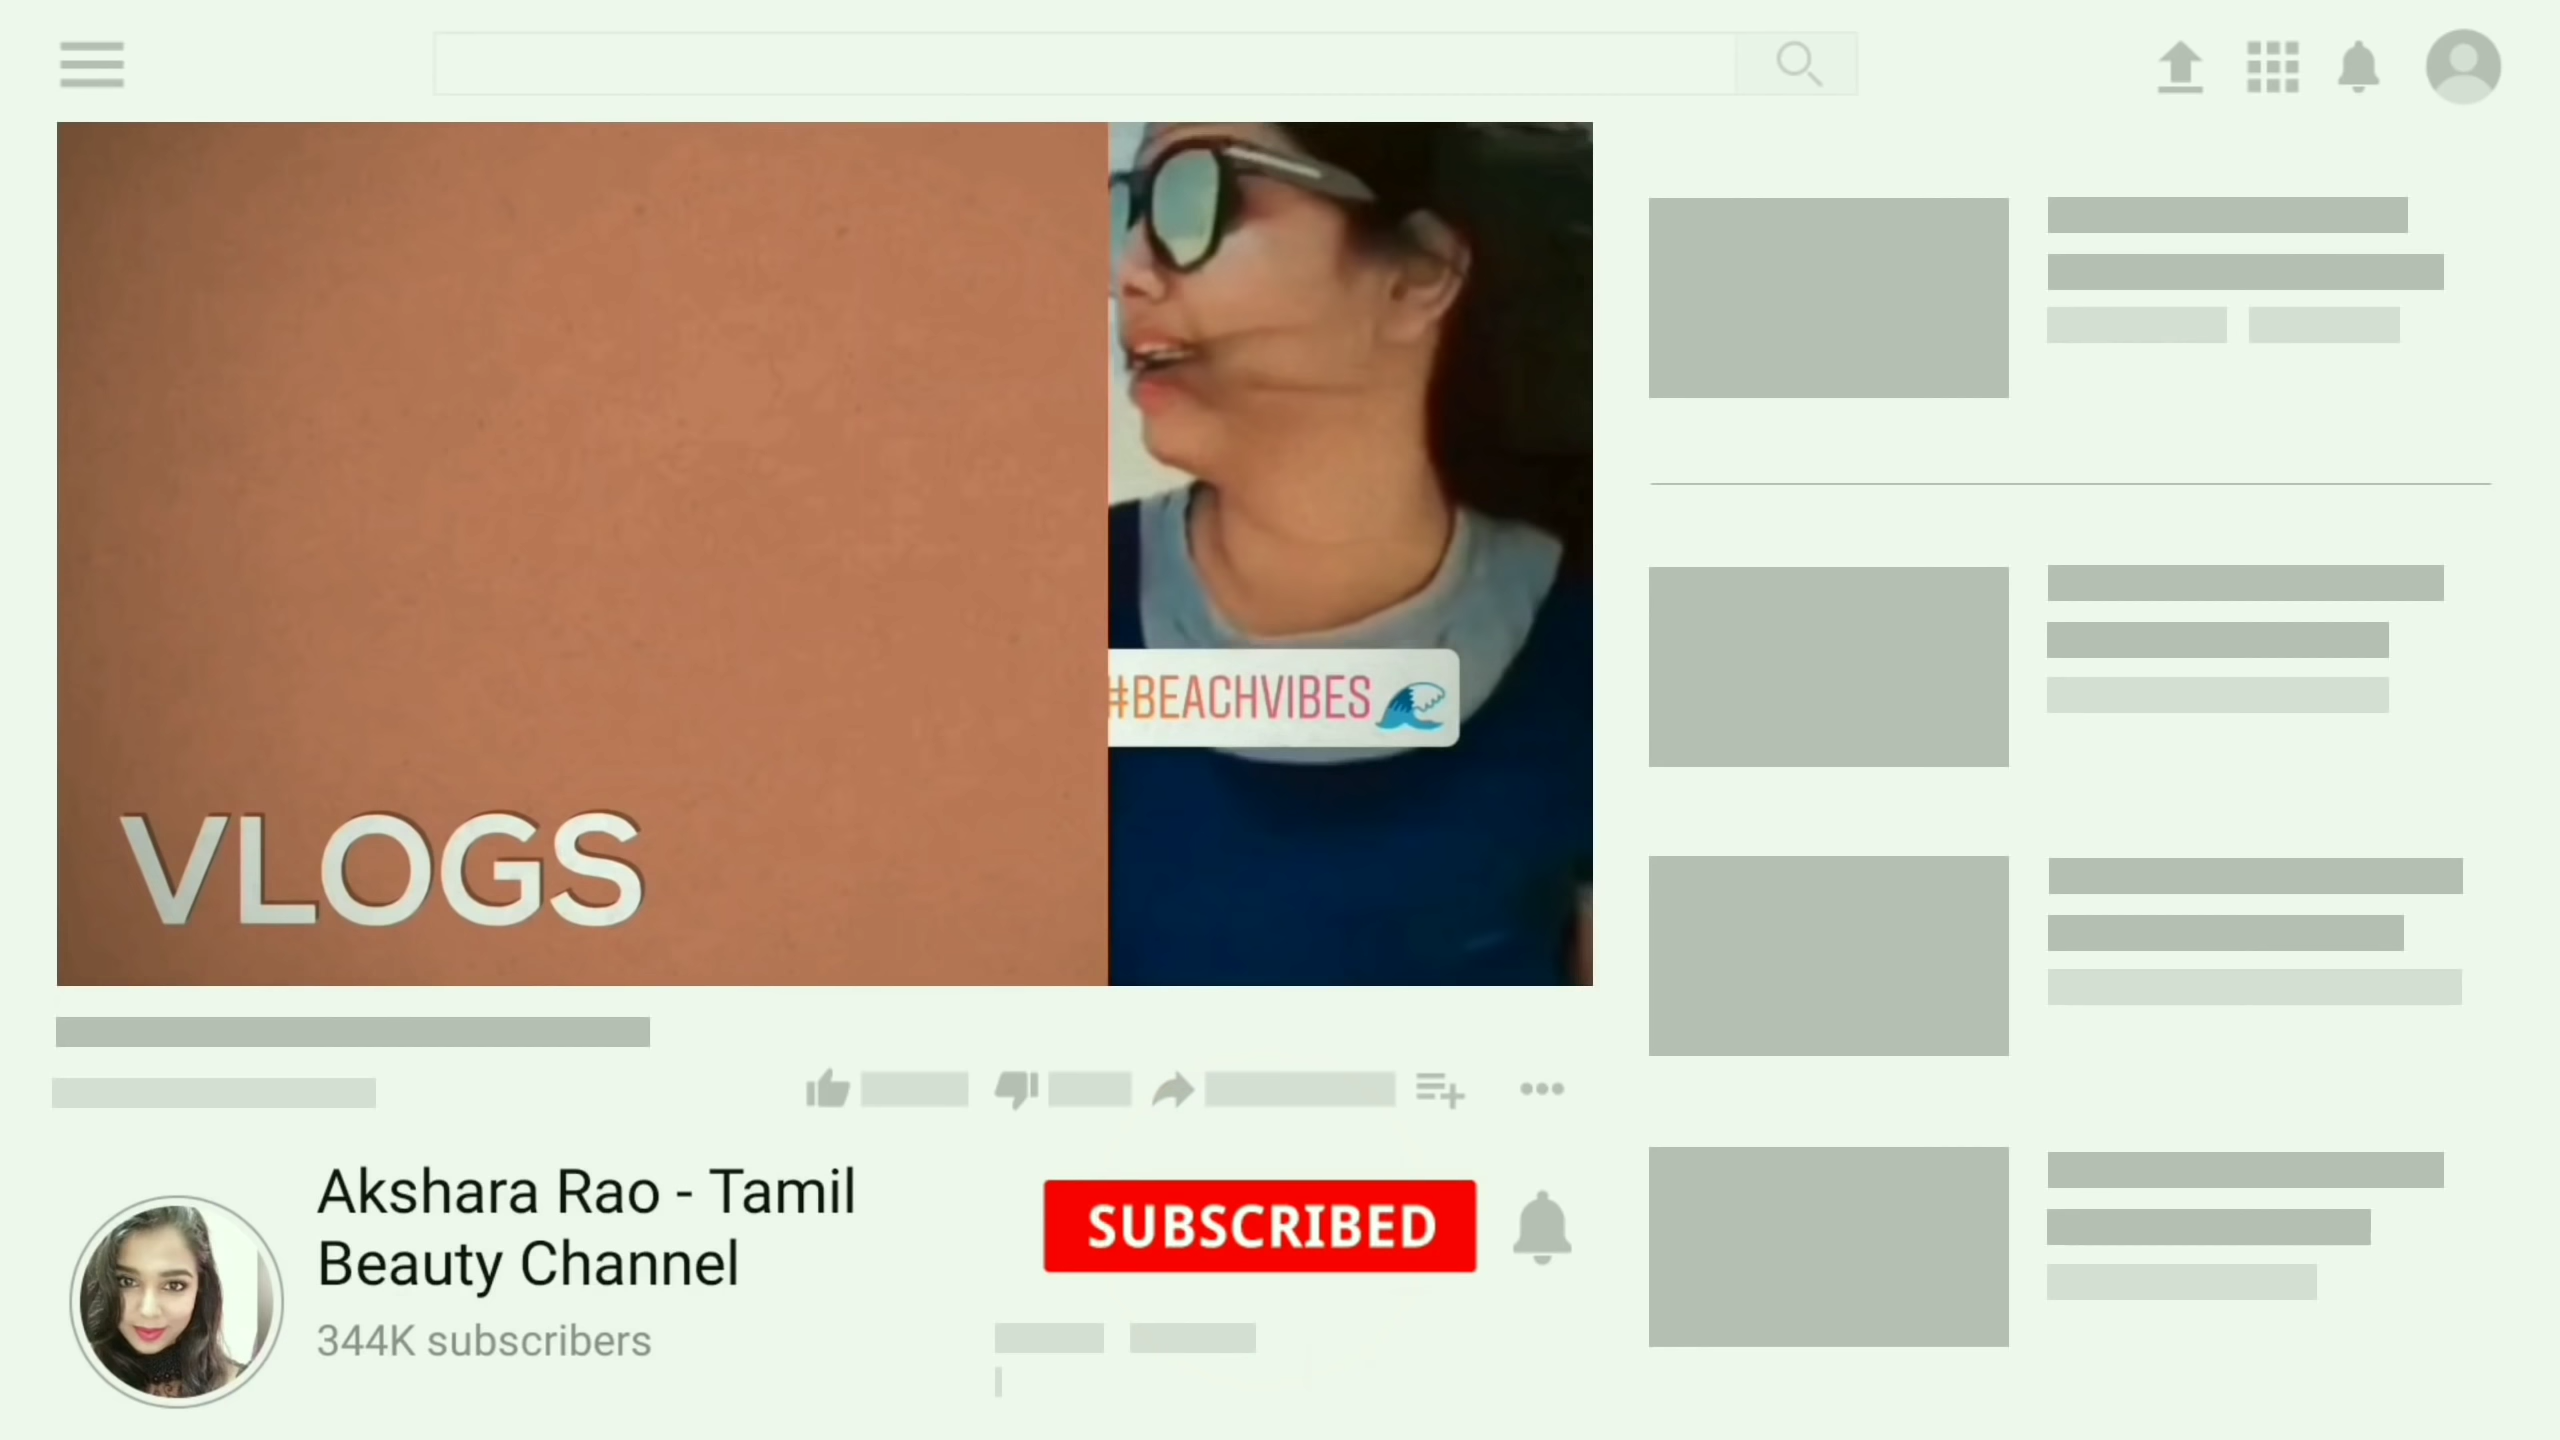 #BEACHVIBES
VLOGS
Akshara Rao - Tamil
Beauty Channel
344K subscribers
SUBSCRIBED